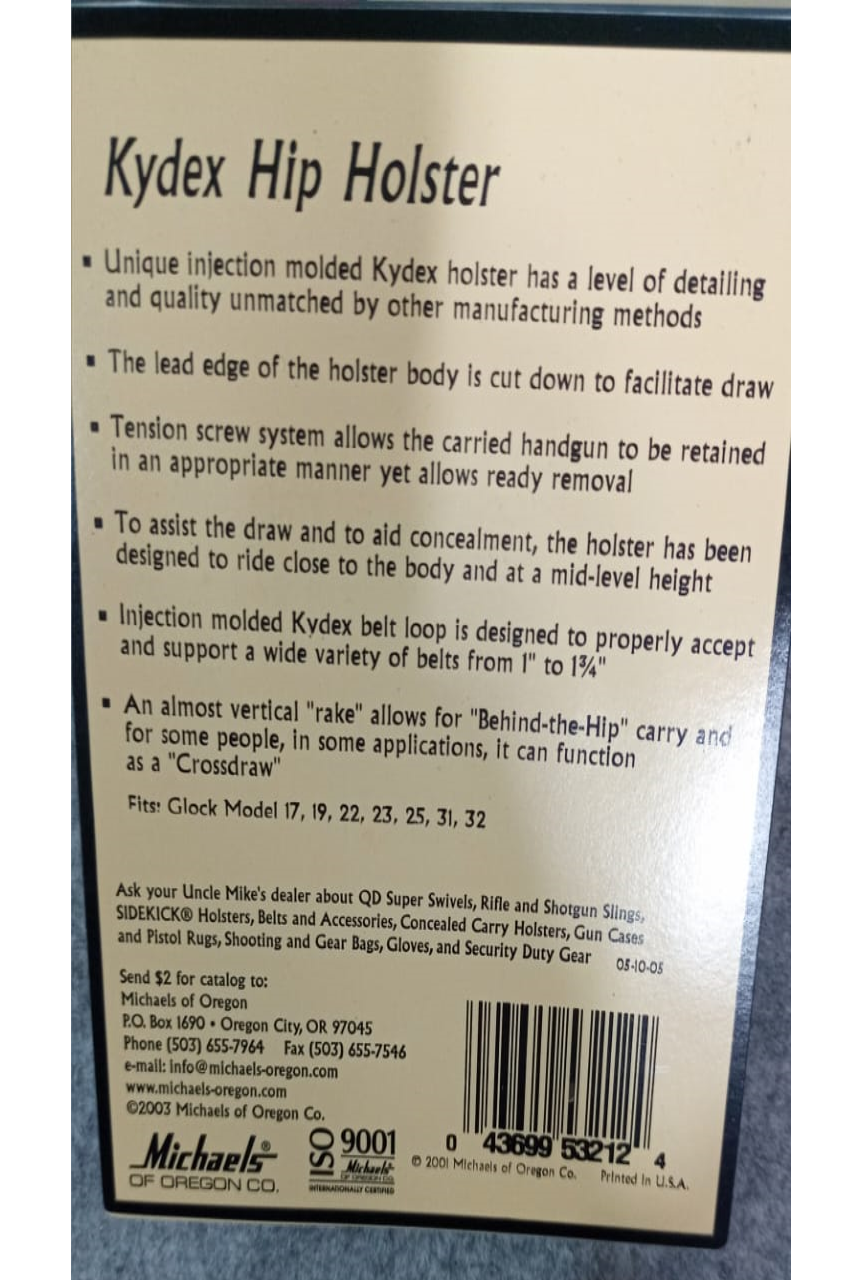 Kydex Hip Holster
▪ Unique injection molded Kydex holster has a level of detailing
and quality unmatched by other manufacturing methods
▪ The lead edge of the holster body is cut down to facilitate draw
▪ Tension screw system allows the carried handgun to be retained
in an appropriate manner yet allows ready removal
▪ To assist the draw and to aid concealment, the holster has been
designed to ride close to the body and at a mid-level height
▪ Injection molded Kydex belt loop is designed to properly accept
and support a wide variety of belts from 1" to 1¾"
▪ An almost vertical "rake" allows for "Behind-the-Hip" carry and
for some people, in some applications, it can function
as a "Crossdraw"
Fits: Glock Model 17, 19, 22, 23, 25, 31, 32
Ask your Uncle Mike's dealer about QD Super Swivels, Rifle and Shotgun Slings,
SIDEKICK® Holsters, Belts and Accessories, Concealed Carry Holsters, Gun Cases
and Pistol Rugs, Shooting and Gear Bags, Gloves, and Security Duty Gear
05-10-05
Send $2 for catalog to:
Michaels of Oregon
P.O. Box 1690 • Oregon City, OR 97045
Phone (503) 655-7964 Fax (503) 655-7546
e-mail: info@michaels-oregon.com
www.michaels-oregon.com
©2003 Michaels of Oregon Co.
Michaels®
OF OREGON CO.
ISO 9001
Michaels
OF OREGON CO.
INTERNATIONALLY CERTIFIED
0 43699 53212 4
© 2001 Michaels of Oregon Co. Printed In U.S.A.